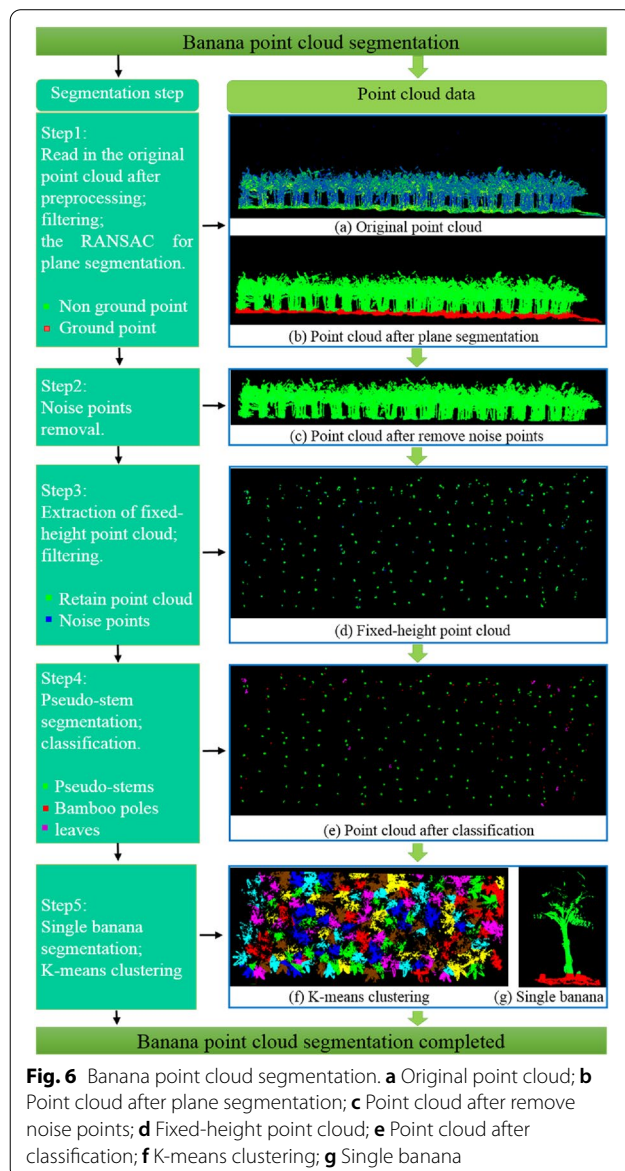 Banana point cloud segmentation
Segmentation step
Point cloud data
Step1:
Read in the original
point cloud after
preprocessing;
filtering;
the RANSAC for
plane segmentation.
Non ground point
Ground point
(a) Original point cloud
(b) Point cloud after plane segmentation
Step2:
Noise points
removal.
(c) Point cloud after remove noise points
Step3:
Extraction of fixed-
height point cloud;
filtering.
Retain point cloud
Noise points
(d) Fixed-height point cloud
Step4:
Pseudo-stem
segmentation;
classification.
Pseudo-stems
Bamboo poles
leaves
(e) Point cloud after classification
Step5:
Single banana
segmentation;
K-means clustering
(f) K-means clustering
(g) Single banana
Banana point cloud segmentation completed
Fig. 6 Banana point cloud segmentation. a Original point cloud; b
Point cloud after plane segmentation; c Point cloud after remove
noise points; d Fixed-height point cloud; e Point cloud after
classification; f K-means clustering; g Single banana